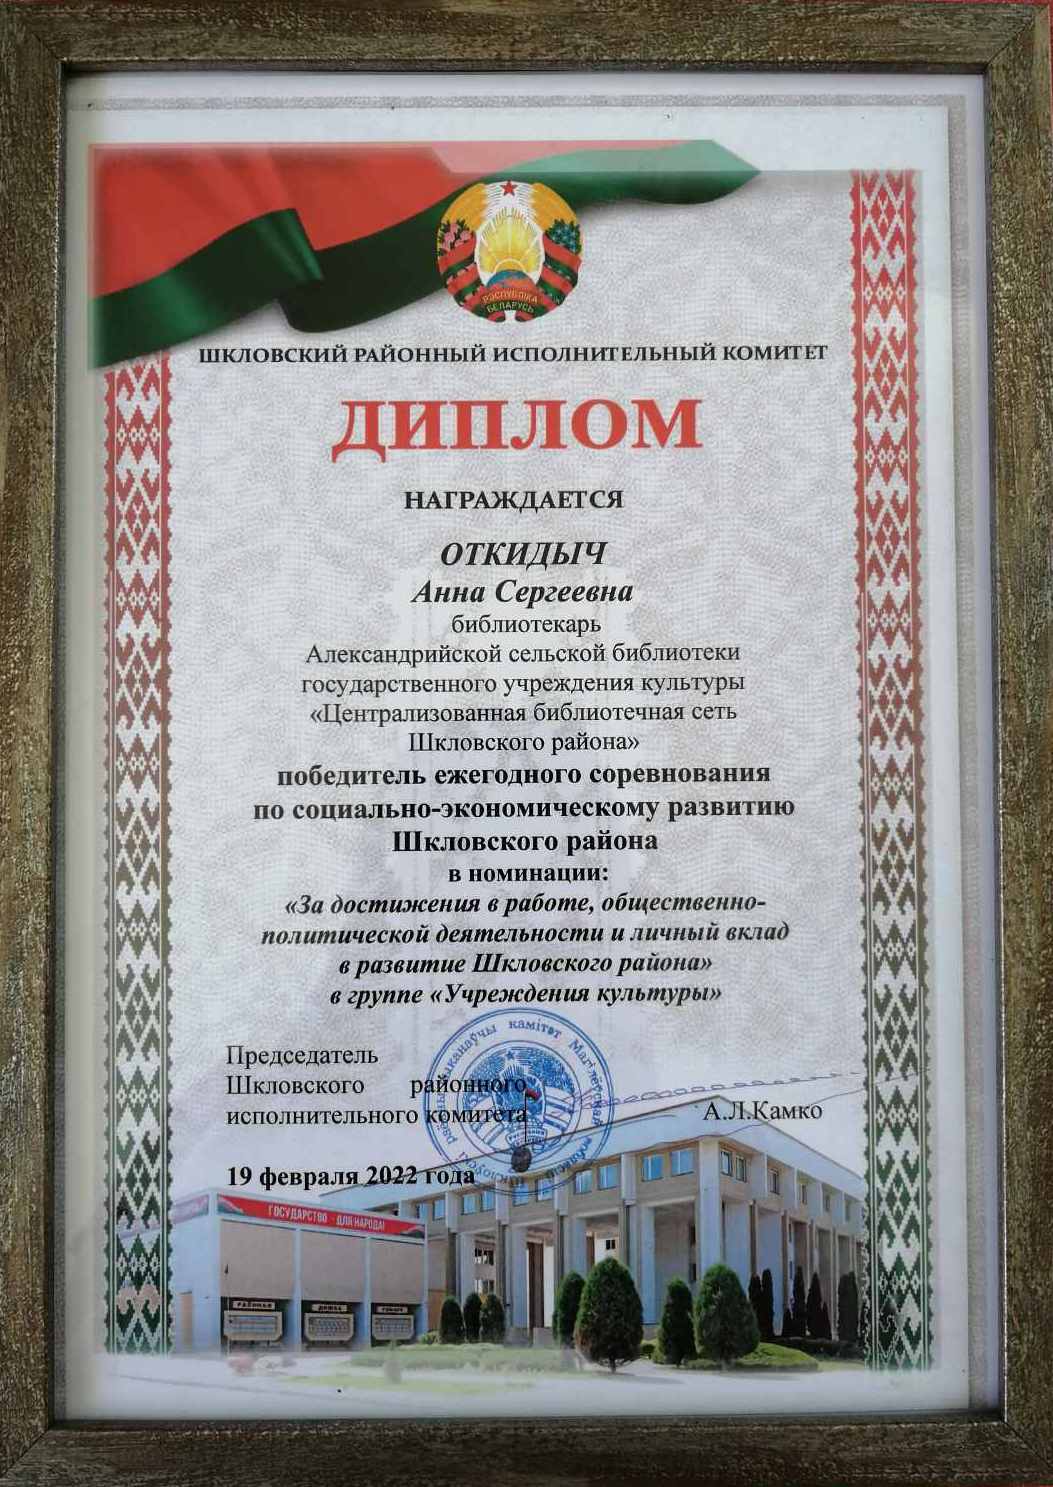 РЭСПУБЛІКА
БЕЛАРУСЬ
ШКЛОВСКИЙ РАЙОННЫЙ ИСПОЛНИТЕЛЬНЫЙ КОМИТЕТ
ДИПЛОМ
НАГРАЖДАЕТСЯ
ОТКИДЫЧ
Анна Сергеевна
библиотекарь
Александрийской сельской библиотеки
государственного учреждения культуры
«Централизованная библиотечная сеть
Шкловского района»
победитель ежегодного соревнования
по социально-экономическому развитию
Шкловского района
в номинации:
«За достижения в работе, общественно-
политической деятельности и личный вклад
в развитие Шкловского района»
в группе «Учреждения культуры»
Председатель
Шкловского районного
исполнительного комитета А.Л.Камко
19 февраля 2022 года
ГОСУДАРСТВО - ДЛЯ НАРОДА!
РАЙОННАЯ ДОШКА ГОНАРУ